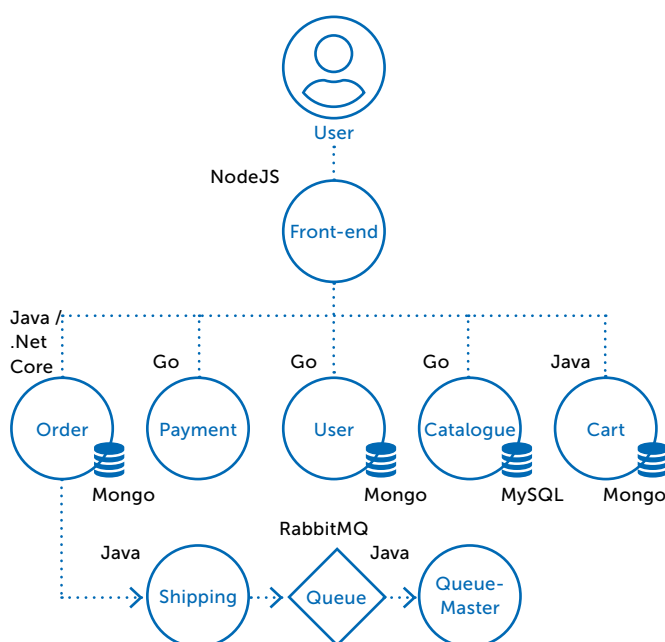 User
NodeJS
Front-end
Java /
.Net
Core
Go
Go
Go
Java
Order
Payment
User
Catalogue
Cart
Mongo
Mongo
MySQL
Mongo
RabbitMQ
Java
Java
Shipping
Queue
Queue-
Master